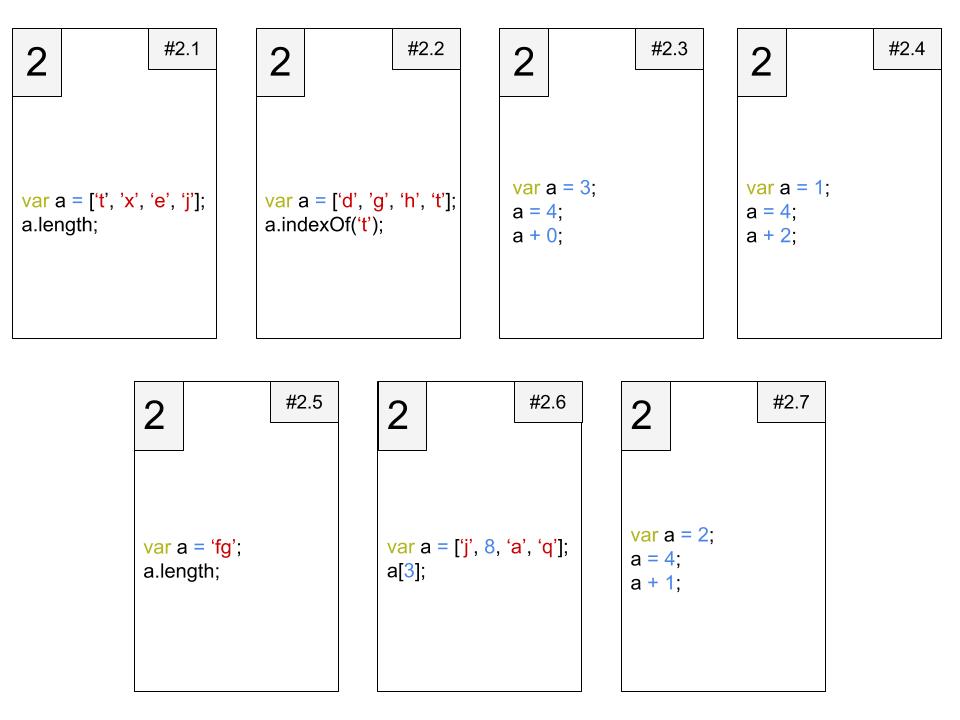 2
#2.1
var a = [‘t’, ’x’, ‘e’, ‘j’];
a.length;
2
#2.2
var a = [‘d’, ’g’, ‘h’, ‘t’];
a.indexOf(‘t’);
2
#2.3
var a = 3;
a = 4;
a + 0;
2
#2.4
var a = 1;
a = 4;
a + 2;
2
#2.5
var a = ‘fg’;
a.length;
2
#2.6
var a = [‘j’, 8, ‘a’, ‘q’];
a[3];
2
#2.7
var a = 2;
a = 4;
a + 1;